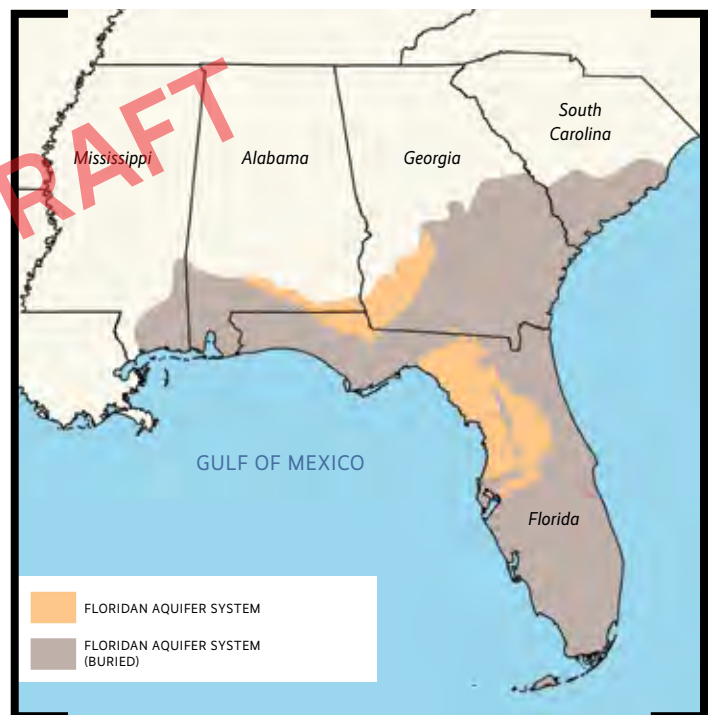 South
Carolina
Mississippi
Alabama
Georgia
RAFT
GULF OF MEXICO
Florida
FLORIDAN AQUIFER SYSTEM
FLORIDAN AQUIFER SYSTEM
(BURIED)